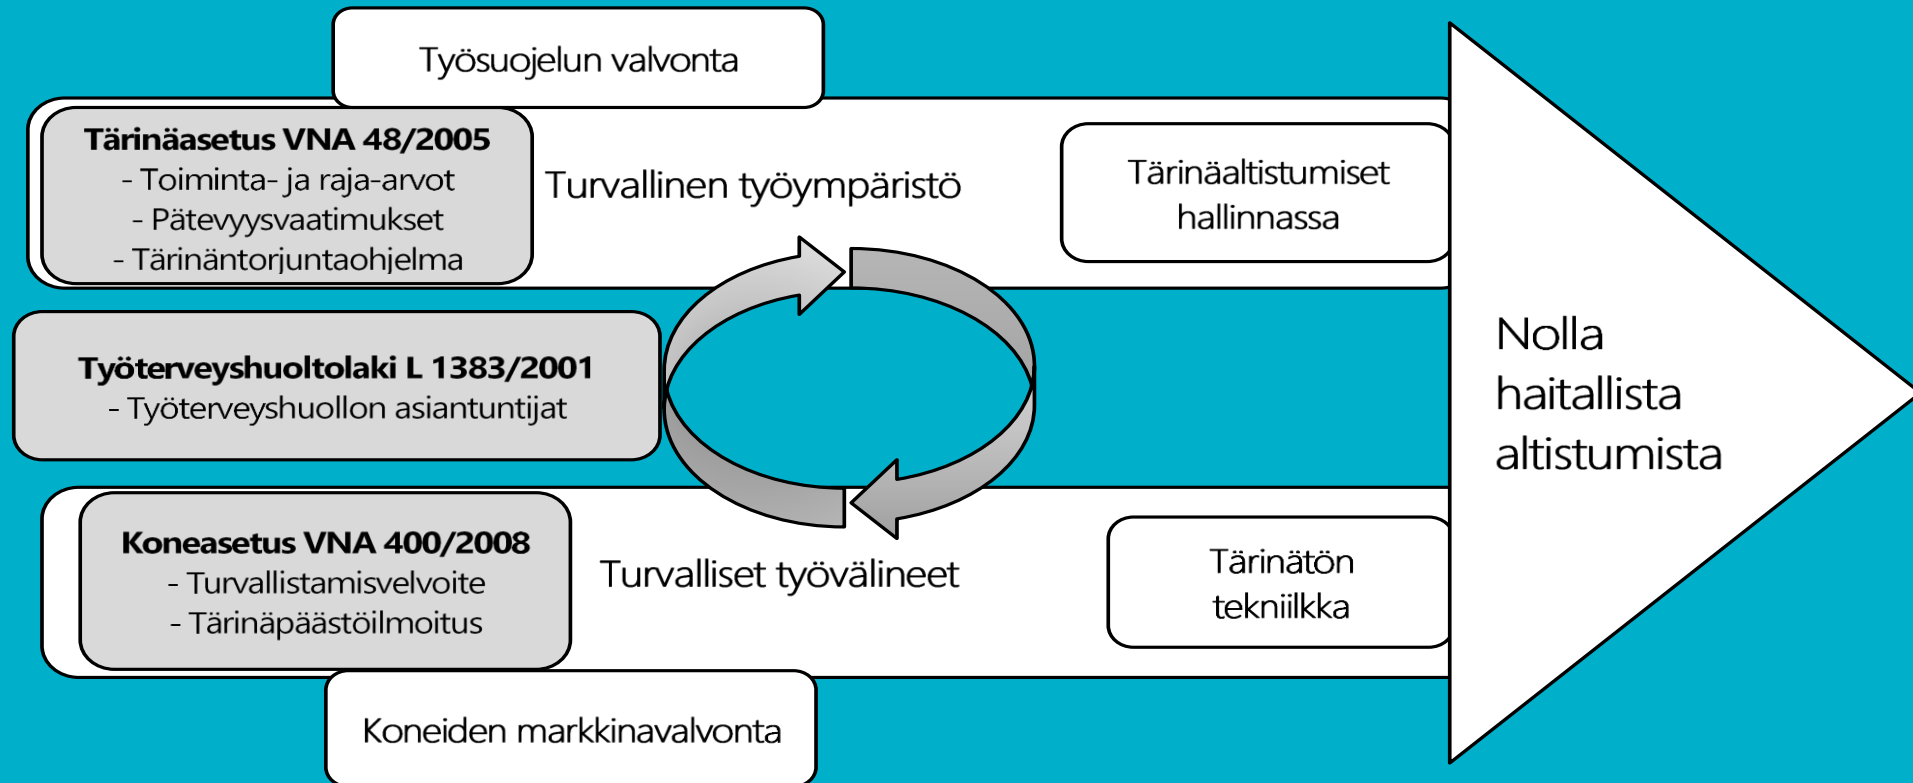 Työsuojelun valvonta
Tärinäasetus VNA 48/2005
- Toiminta- ja raja-arvot
- Pätevyysvaatimukset
- Tärinäntorjuntaohjelma
Turvallinen työympäristö
Tärinäaltistumiset
hallinnassa
Työterveyshuoltolaki L 1383/2001
- Työterveyshuollon asiantuntijat
Nolla
haitallista
altistumista
Koneasetus VNA 400/2008
- Turvallistamisvelvoite
- Tärinäpäästöilmoitus
Turvalliset työvälineet
Tärinätön
tekniilkka
Koneiden markkinavalvonta